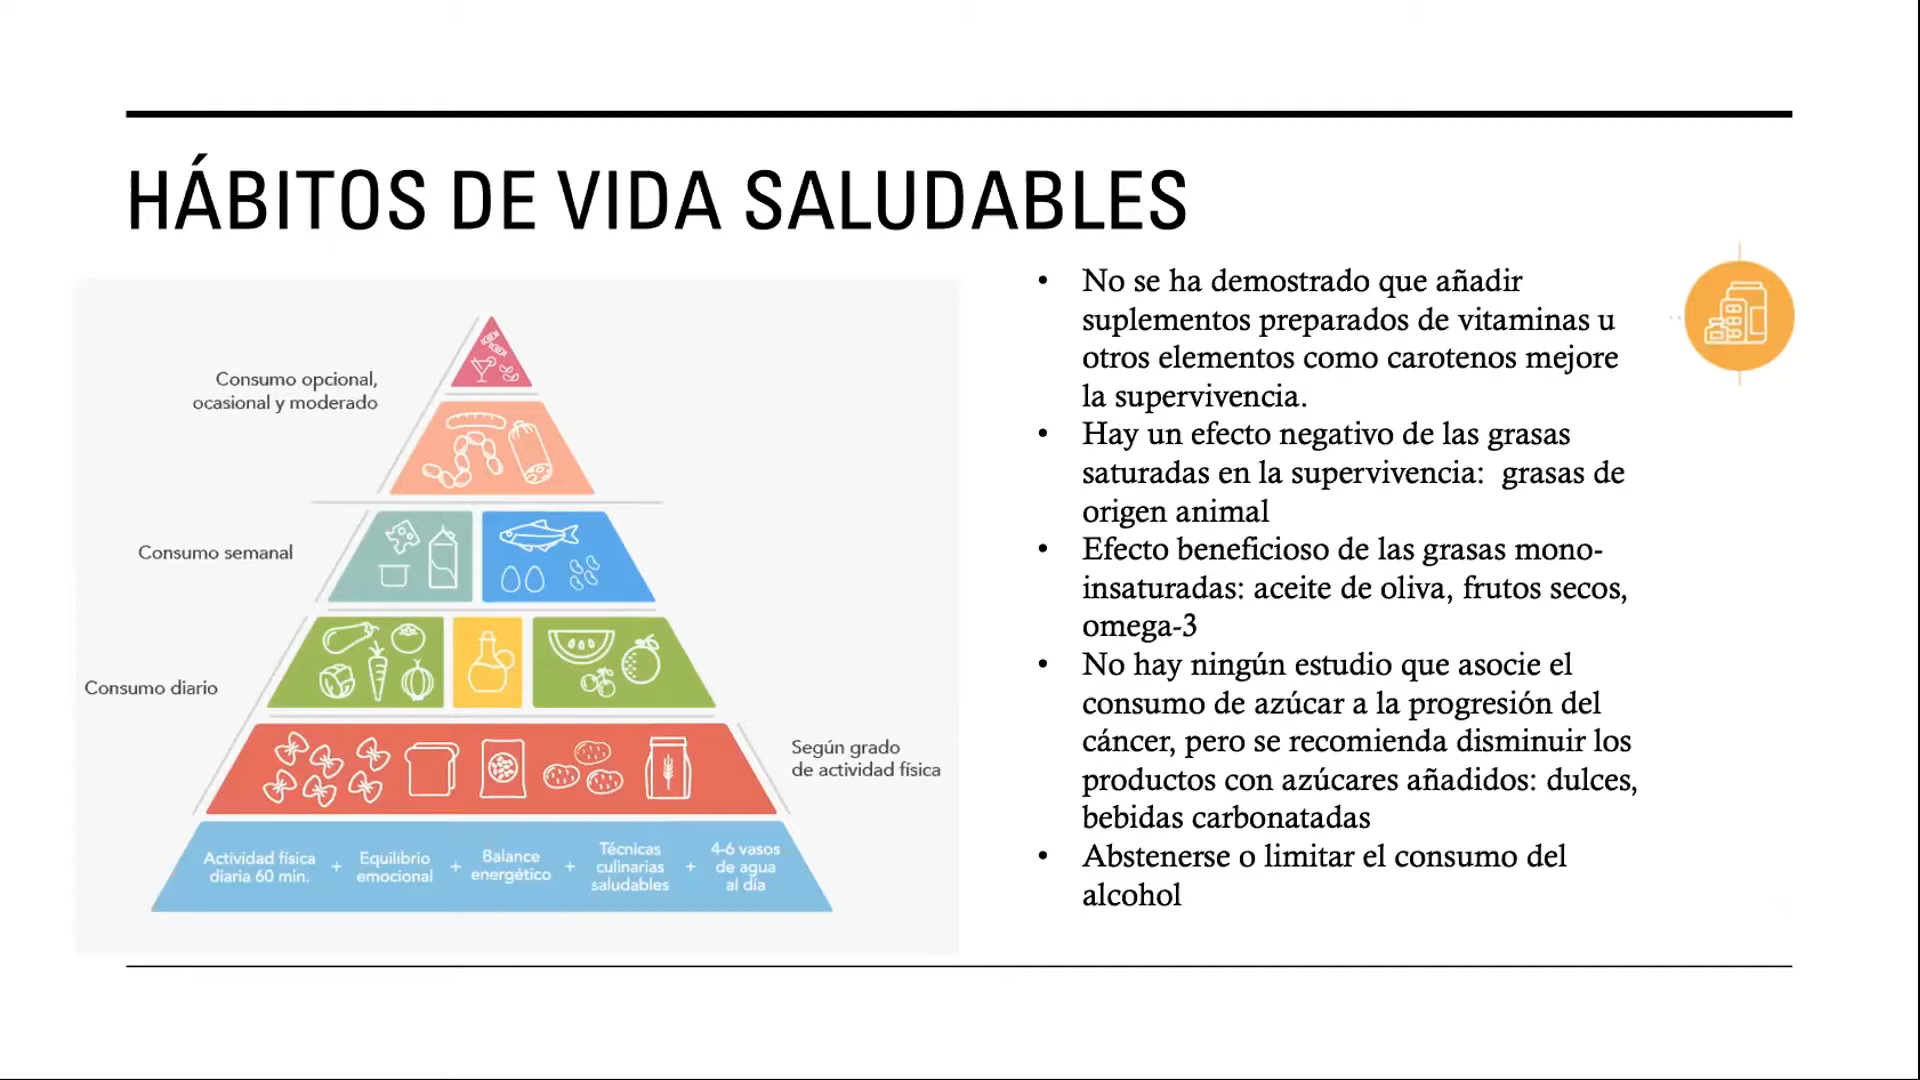 HÁBITOS DE VIDA SALUDABLES
Consumo opcional,
ocasional y moderado
Consumo semanal
Consumo diario
Según grado
de actividad física
Actividad física
diaria 60 min.
+
Equilibrio
emocional
+
Balance
energético
+
Técnicas
culinarias
saludables
+
4-6 vasos
de agua
al día
• No se ha demostrado que añadir
suplementos preparados de vitaminas u
otros elementos como carotenos mejore
la supervivencia.
• Hay un efecto negativo de las grasas
saturadas en la supervivencia:  grasas de
origen animal
• Efecto beneficioso de las grasas mono-
insaturadas: aceite de oliva, frutos secos,
omega-3
• No hay ningún estudio que asocie el
consumo de azúcar a la progresión del
cáncer, pero se recomienda disminuir los
productos con azúcares añadidos: dulces,
bebidas carbonatadas
• Abstenerse o limitar el consumo del
alcohol